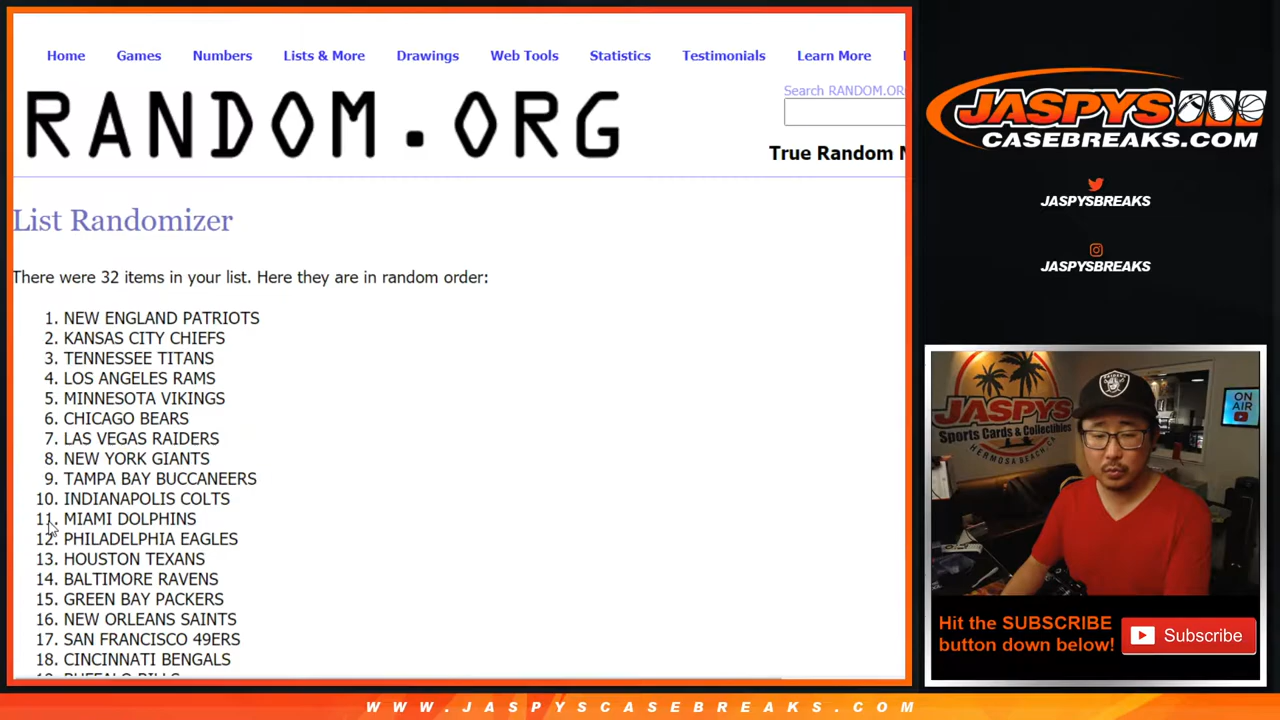 Home Games Numbers Lists & More Drawings Web Tools Statistics Testimonials Learn More
Search RANDOM.OR
RANDOM.ORG
True Random
List Randomizer
There were 32 items in your list. Here they are in random order:
1. NEW ENGLAND PATRIOTS
2. KANSAS CITY CHIEFS
3. TENNESSEE TITANS
4. LOS ANGELES RAMS
5. MINNESOTA VIKINGS
6. CHICAGO BEARS
7. LAS VEGAS RAIDERS
8. NEW YORK GIANTS
9. TAMPA BAY BUCCANEERS
10. INDIANAPOLIS COLTS
11. MIAMI DOLPHINS
12. PHILADELPHIA EAGLES
13. HOUSTON TEXANS
14. BALTIMORE RAVENS
15. GREEN BAY PACKERS
16. NEW ORLEANS SAINTS
17. SAN FRANCISCO 49ERS
18. CINCINNATI BENGALS
JASPYS
CASEBREAKS.COM
JASPYSBREAKS
JASPYSBREAKS
JASPYS
Sports Cards & Collectibles
HERMOSA BEACH, CA
ON
AIR
Hit the SUBSCRIBE
button down below!
Subscribe
WWW.JASPYSCASEBREAKS.COM